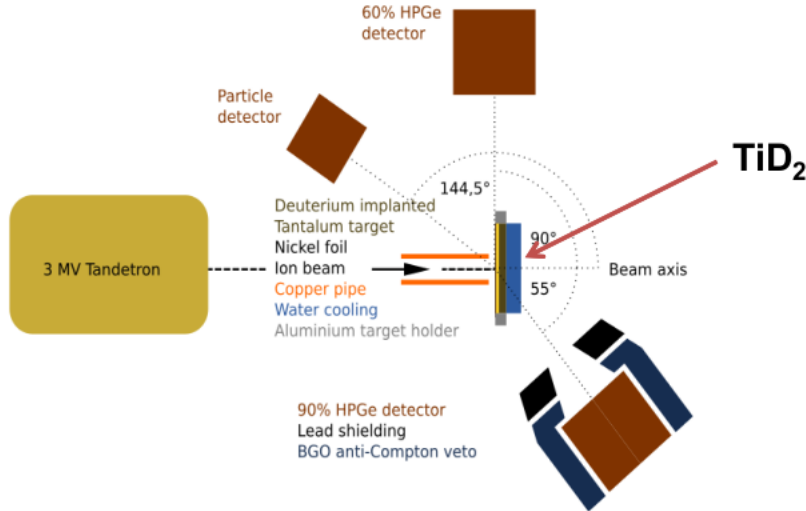 60% HPGe
detector
Particle
detector
TiD₂
144,5°
Deuterium implanted
Tantalum target
Nickel foil
Ion beam
Copper pipe
Water cooling
Aluminium target holder
3 MV Tandetron
90°
Beam axis
55°
90% HPGe detector
Lead shielding
BGO anti-Compton veto